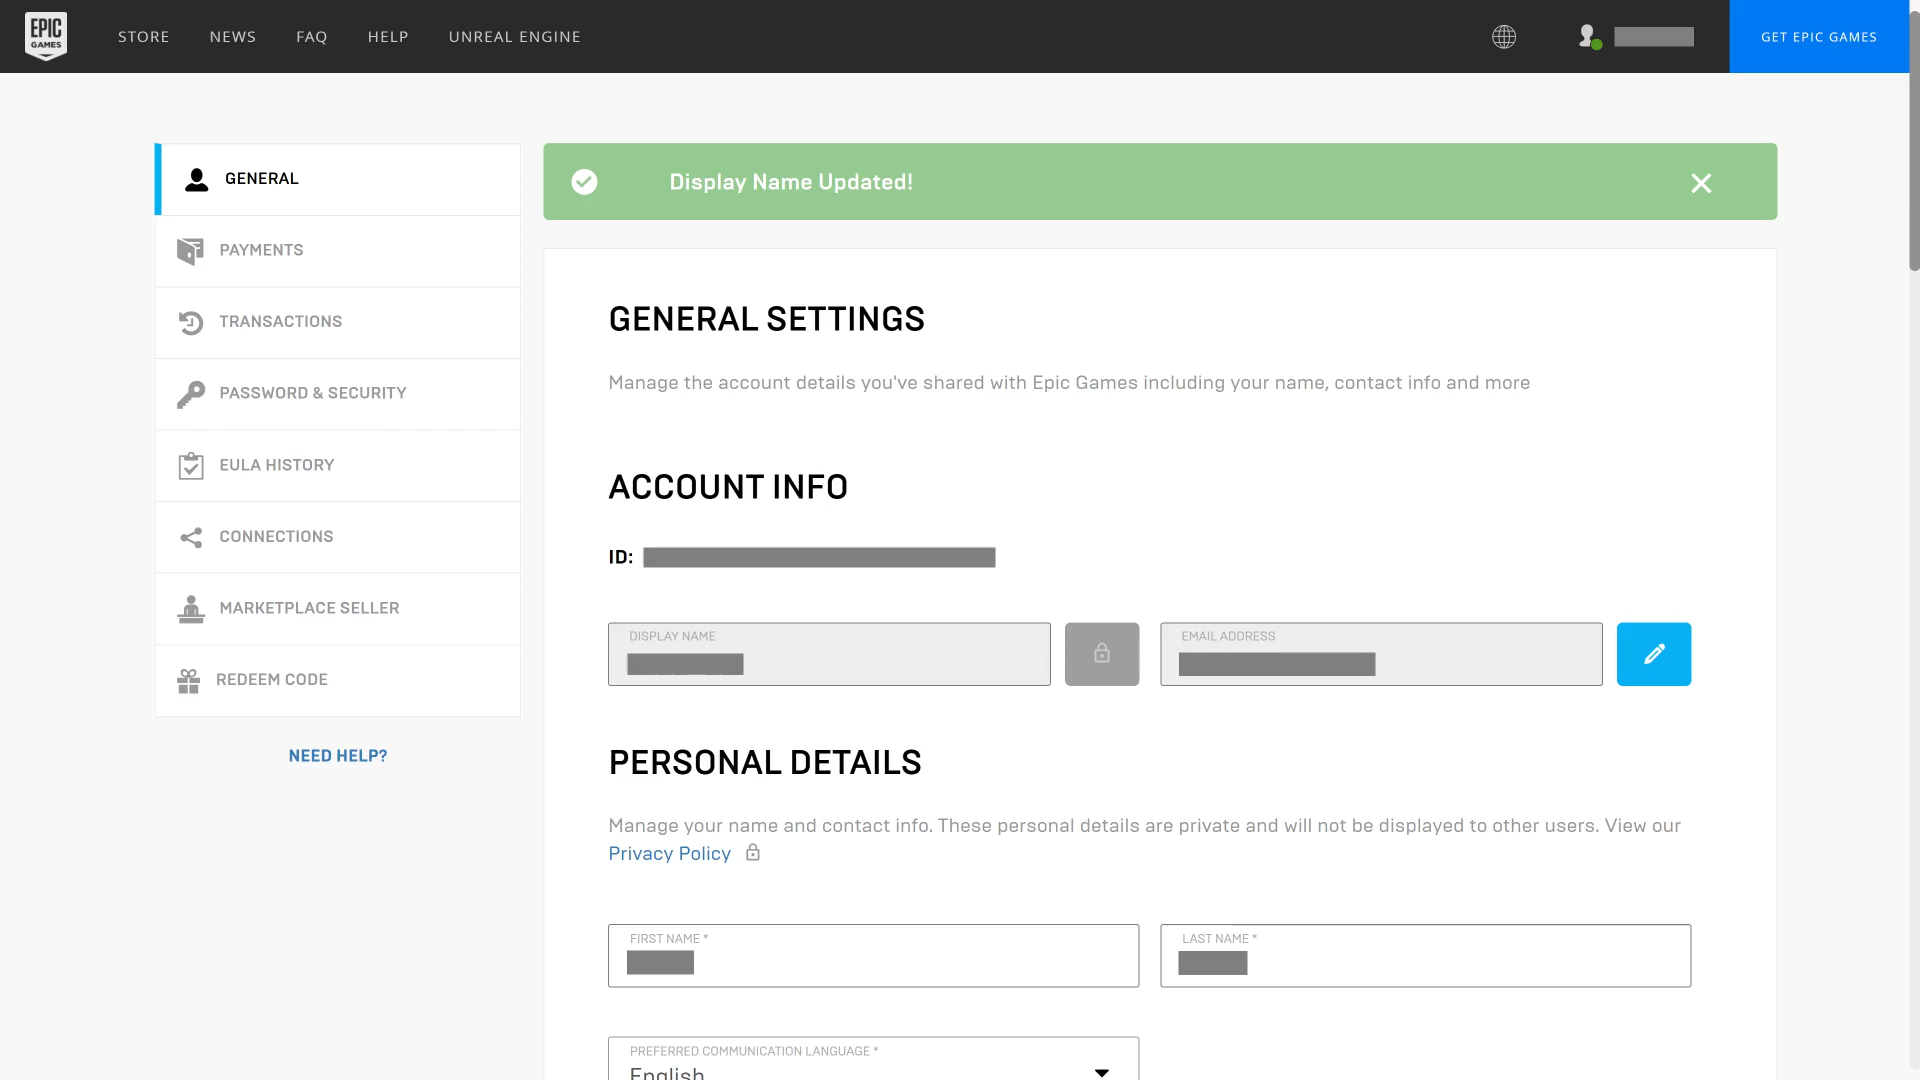 EPIC
GAMES
STORE
NEWS
FAQ
HELP
UNREAL ENGINE
GET EPIC GAMES
GENERAL
PAYMENTS
TRANSACTIONS
PASSWORD & SECURITY
EULA HISTORY
CONNECTIONS
MARKETPLACE SELLER
REDEEM CODE
NEED HELP?
Display Name Updated!
GENERAL SETTINGS
Manage the account details you've shared with Epic Games including your name, contact info and more
ACCOUNT INFO
ID:
DISPLAY NAME
EMAIL ADDRESS
PERSONAL DETAILS
Manage your name and contact info. These personal details are private and will not be displayed to other users. View our
Privacy Policy
FIRST NAME *
LAST NAME *
PREFERRED COMMUNICATION LANGUAGE *
English